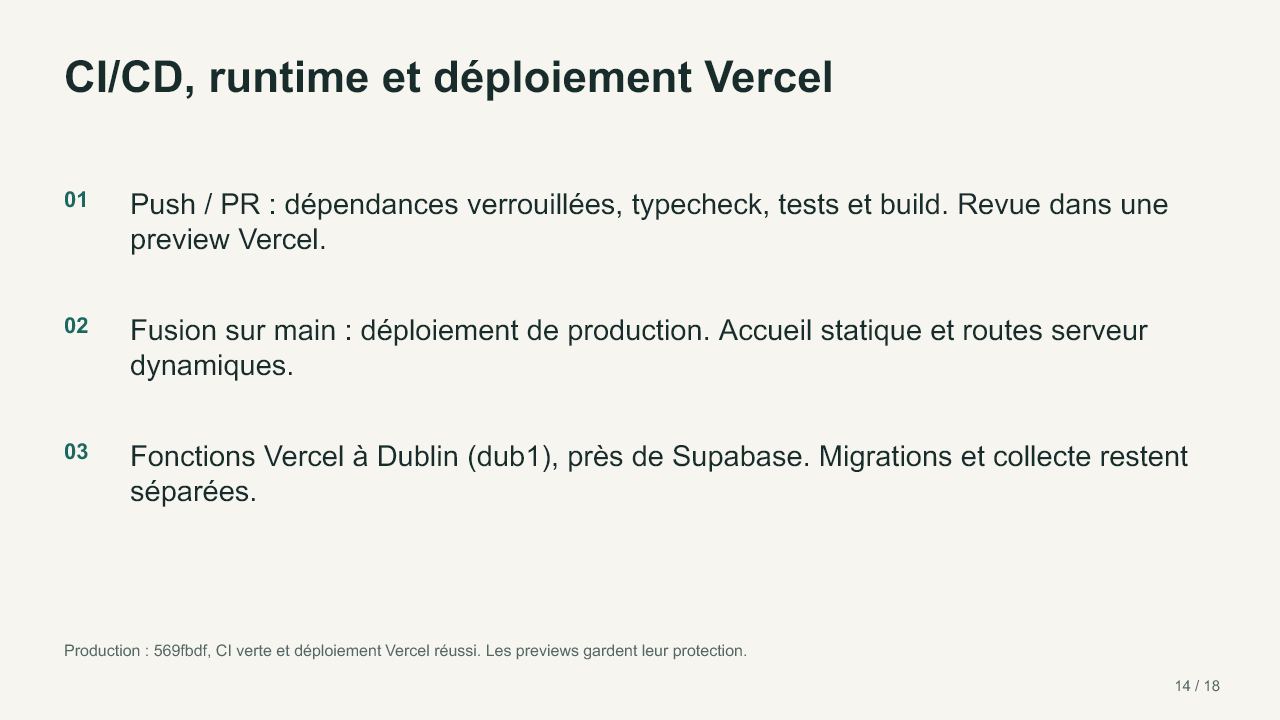 CI/CD, runtime et déploiement Vercel
01
Push / PR : dépendances verrouillées, typecheck, tests et build. Revue dans une
preview Vercel.
02
Fusion sur main : déploiement de production. Accueil statique et routes serveur
dynamiques.
03
Fonctions Vercel à Dublin (dub1), près de Supabase. Migrations et collecte restent
séparées.
Production : 569fbdf, CI verte et déploiement Vercel réussi. Les previews gardent leur protection.
14 / 18